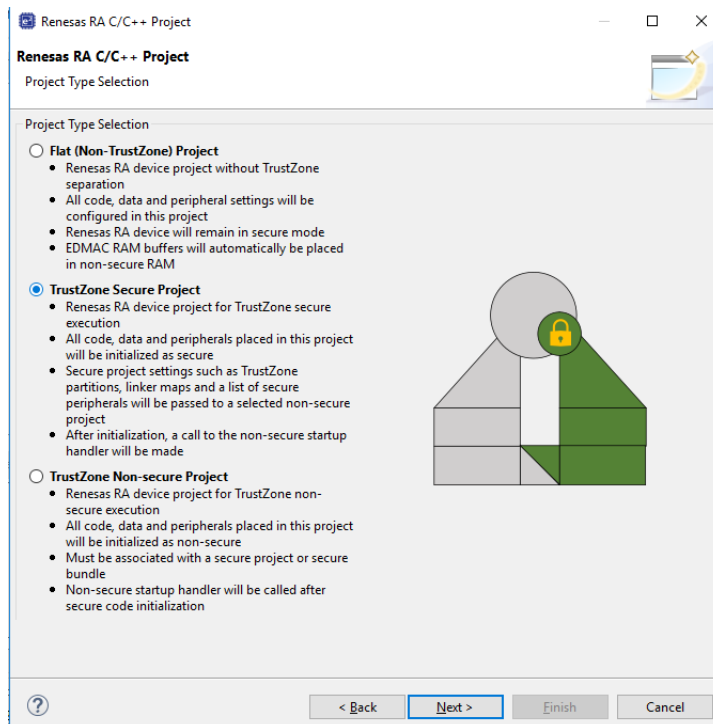 Renesas RA C/C++ Project
Renesas RA C/C++ Project
Project Type Selection
Project Type Selection
Flat (Non-TrustZone) Project
• Renesas RA device project without TrustZone
separation
• All code, data and peripheral settings will be
configured in this project
• Renesas RA device will remain in secure mode
• EDMAC RAM buffers will automatically be placed
in non-secure RAM
TrustZone Secure Project
• Renesas RA device project for TrustZone secure
execution
• All code, data and peripherals placed in this project
will be initialized as secure
• Secure project settings such as TrustZone
partitions, linker maps and a list of secure
peripherals will be passed to a selected non-secure
project
• After initialization, a call to the non-secure startup
handler will be made
TrustZone Non-secure Project
• Renesas RA device project for TrustZone non-
secure execution
• All code, data and peripherals placed in this project
will be initialized as non-secure
• Must be associated with a secure project or secure
bundle
• Non-secure startup handler will be called after
secure code initialization
? < Back Next > Finish Cancel